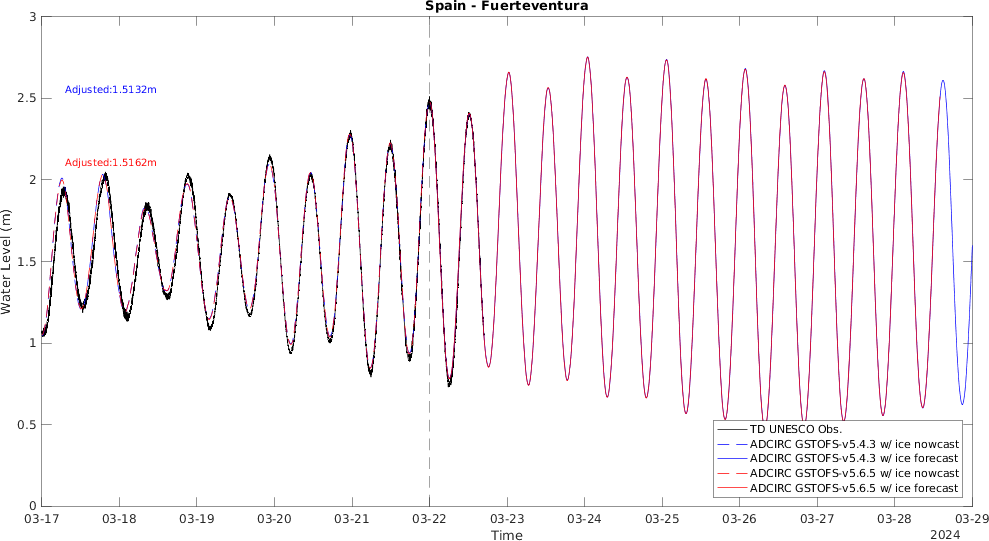 Spain - Fuerteventura
3
2.5
2
1.5
1
0.5
0
Water Level (m)
Adjusted:1.5132m
Adjusted:1.5162m
TD UNESCO Obs.
ADCIRC GSTOFS-v5.4.3 w/ ice nowcast
ADCIRC GSTOFS-v5.4.3 w/ ice forecast
ADCIRC GSTOFS-v5.6.5 w/ ice nowcast
ADCIRC GSTOFS-v5.6.5 w/ ice forecast
03-17 03-18 03-19 03-20 03-21 03-22 03-23 03-24 03-25 03-26 03-27 03-28 03-29
Time
2024